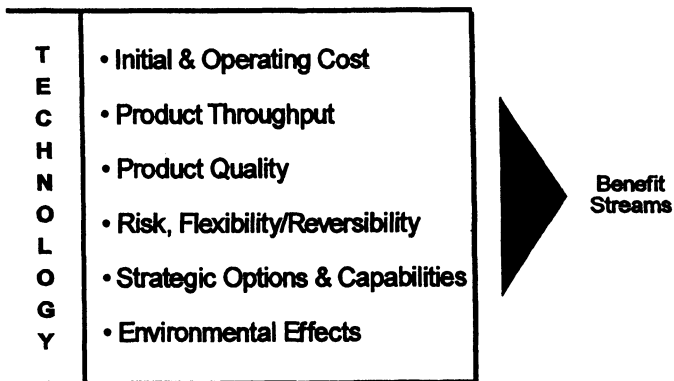 TECHNOLOGY
• Initial & Operating Cost
• Product Throughput
• Product Quality
• Risk, Flexibility/Reversibility
• Strategic Options & Capabilities
• Environmental Effects
Benefit
Streams